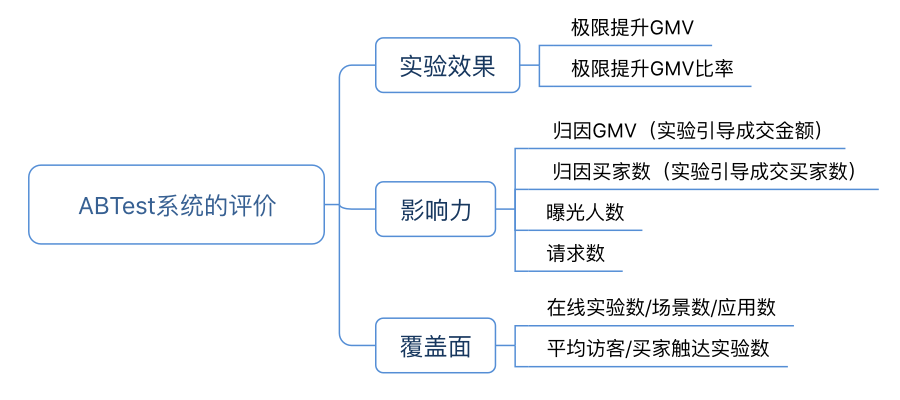 ABTest系统的评价
实验效果
极限提升GMV
极限提升GMV比率
影响力
归因GMV（实验引导成交金额）
归因买家数（实验引导成交买家数）
曝光人数
请求数
覆盖面
在线实验数/场景数/应用数
平均访客/买家触达实验数